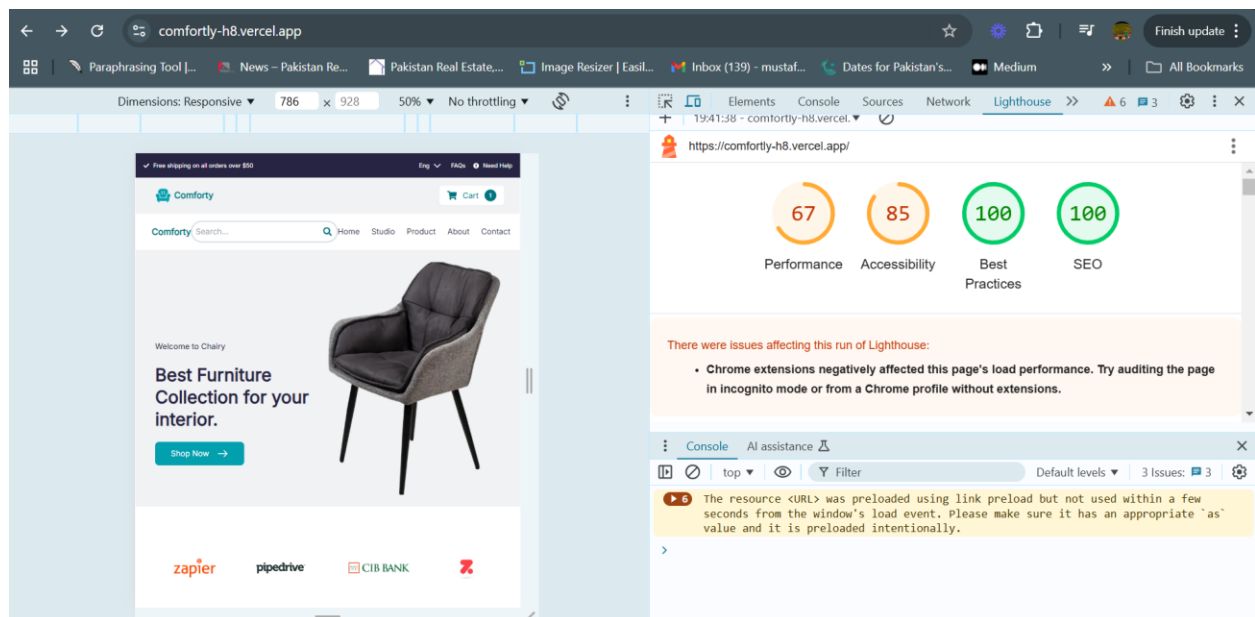 comfortly-h8.vercel.app
Finish update
Paraphrasing Tool |...
News – Pakistan Re...
Pakistan Real Estate,...
Image Resizer | Easil...
Inbox (139) – mustaf...
Dates for Pakistan's...
Medium
»
All Bookmarks
Dimensions: Responsive ▼ 786 x 928 50% ▼ No throttling ▼
Elements Console Sources Network Lighthouse >> 6 3
19:41:38 - comfortly-h8.vercel.▼
https://comfortly-h8.vercel.app/
67 85 100 100
Performance Accessibility Best Practices SEO
There were issues affecting this run of Lighthouse:
• Chrome extensions negatively affected this page's load performance. Try auditing the page
in incognito mode or from a Chrome profile without extensions.
Console AI assistance
top ▼ Filter Default levels ▼ 3 Issues: 3
6 The resource <URL> was preloaded using link preload but not used within a few
seconds from the window's load event. Please make sure it has an appropriate `as`
value and it is preloaded intentionally.
>
Free shipping on all orders over $50 Eng FAQs Need Help
Comforty Cart 1
Comforty Search... Home Studio Product About Contact
Welcome to Chairy
Best Furniture
Collection for your
interior.
Shop Now →
zapier pipedrive CIB BANK Z